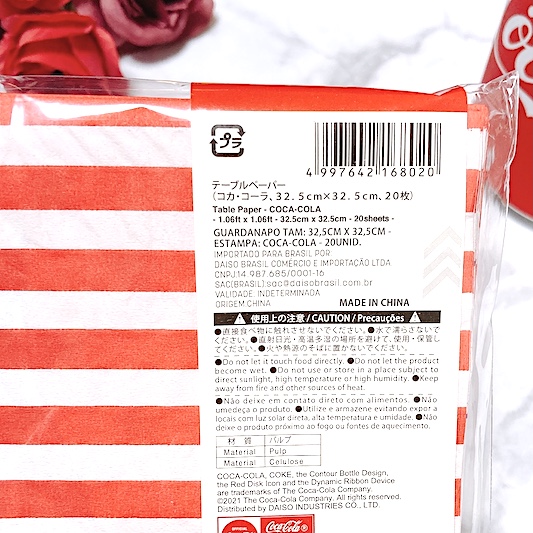 プラ
4 997642 168020
テーブルペーパー
(コカ・コーラ、32.5cm×32.5cm、20枚)
Table Paper - COCA-COLA
- 1.06ft x 1.06ft - 32.5cm x 32.5cm - 20sheets -
GUARDANAPO TAM: 32,5CM X 32,5CM -
ESTAMPA: COCA-COLA - 20UNID.
IMPORTADO PARA BRASIL POR:
DAISO BRASIL COMÉRCIO E IMPORTAÇÃO LTDA
CNPJ:14.987.685/0001-16
SAC(BRASIL):sac@daisobrasil.com.br
VALIDADE: INDETERMINADA
ORIGEM CHINA
MADE IN CHINA
使用上の注意 / CAUTION / Precauções
●直接食べ物に触れさせないでください。●水で濡らさないで
ください。●直射日光・高温多湿の場所を避けて、使用・保管し
てください。●火や熱源のそばに置かないでください。
●Do not let it touch food directly. ●Do not let the product
become wet. ●Do not use or store in a place subject to
direct sunlight, high temperature or high humidity. ●Keep
away from fire and other sources of heat.
●Não deixe em contato direto com alimentos. ●Não
umedeça o produto. ●Utilize e armazene evitando expor a
locais com luz solar direta, alta temperatura e umidade. ●Não
deixe o produto próximo ao fogo ou fontes de aquecimento.
材質 パルプ
Material Pulp
Material Celulose
COCA-COLA, COKE, the Contour Bottle Design,
the Red Disk Icon and the Dynamic Ribbon Device
are trademarks of The Coca-Cola Company.
©2021 The Coca-Cola Company. All rights reserved.
Distributed by DAISO INDUSTRIES CO., LTD.
Coca-Cola